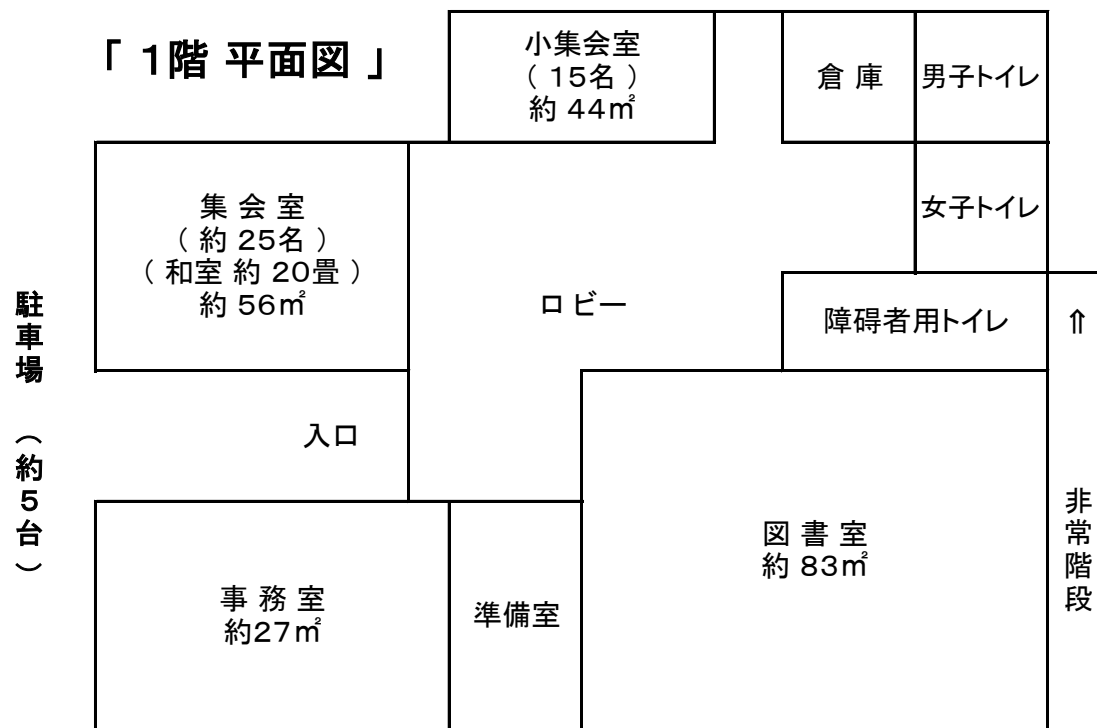 「 1階 平面図 」
小集会室
( 15名 )
約 44㎡
倉 庫
男子トイレ
集 会 室
( 約 25名 )
( 和室 約 20畳 )
約 56㎡
女子トイレ
ロ ビー
障碍者用トイレ
⇑
駐車場 (約5台)
入口
図 書 室
約 83㎡
非常階段
事 務 室
約27㎡
準備室